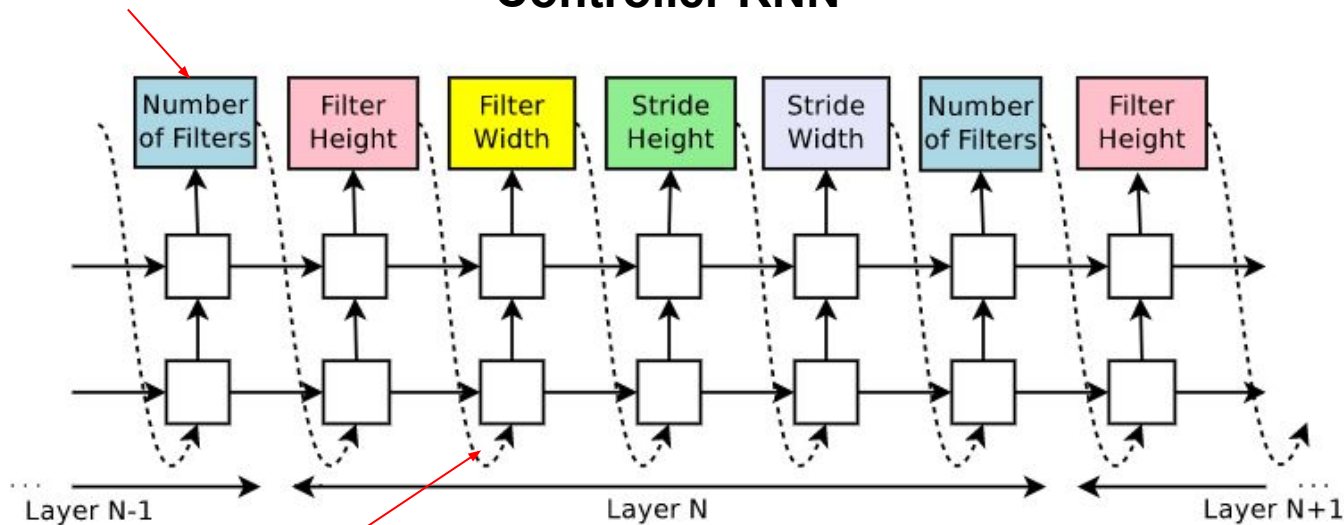 Controller RNN
Number
of Filters
Filter
Height
Filter
Width
Stride
Height
Stride
Width
Number
of Filters
Filter
Height
...
Layer N-1
Layer N
...
Layer N+1